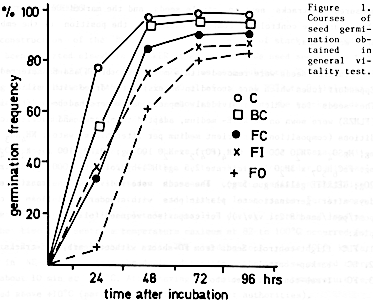 Figure 1.
Courses of
seed germi-
nation ob-
tained in
general vi-
tality test.
% 100
80
60
40
20
germination frequency
C
BC
FC
FI
FO
24 48 72 96 hrs
time after incubation